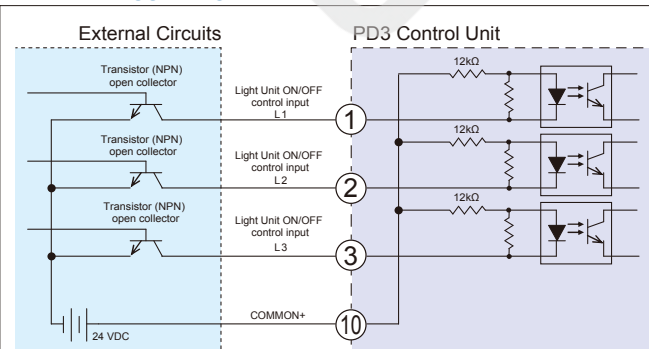 External Circuits
PD3 Control Unit
Transistor (NPN)
open collector
Light Unit ON/OFF
control input
L1
1
12kΩ
Transistor (NPN)
open collector
Light Unit ON/OFF
control input
L2
2
12kΩ
Transistor (NPN)
open collector
Light Unit ON/OFF
control input
L3
3
12kΩ
24 VDC
COMMON+
10